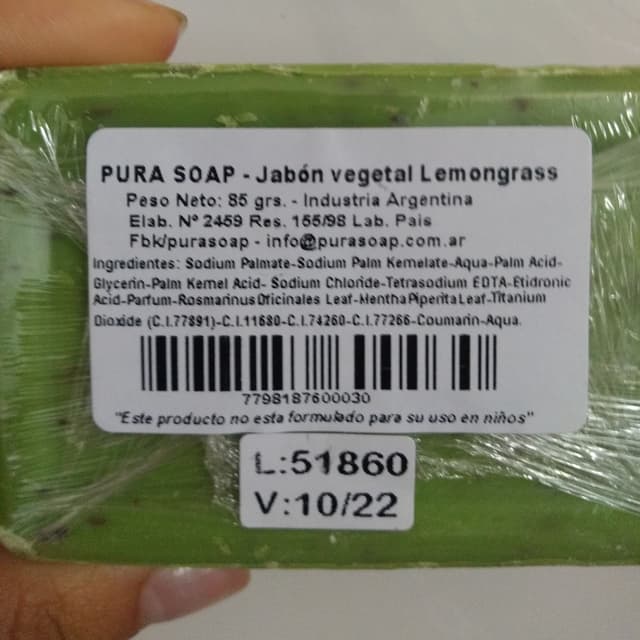 PURA SOAP - Jabón vegetal Lemongrass
Peso Neto: 85 grs. - Industria Argentina
Elab. Nº 2459 Res. 155/98 Lab. Pais
Fbk/purasoap - info@purasoap.com.ar
Ingredientes: Sodium Palmate-Sodium Palm Kernelate-Aqua-Palm Acid-
Glycerin-Palm Kernel Acid- Sodium Chloride-Tetrasodium EDTA-Etidronic
Acid-Parfum-Rosmarinus Oficinales Leaf-Mentha Piperita Leaf-Titanium
Dioxide (C.I.77891)-C.I.11680-C.I.74260-C.I.77266-Coumarin-Aqua.
7798187600030
"Este producto no esta formulado para su uso en niños"
L:51860
V:10/22